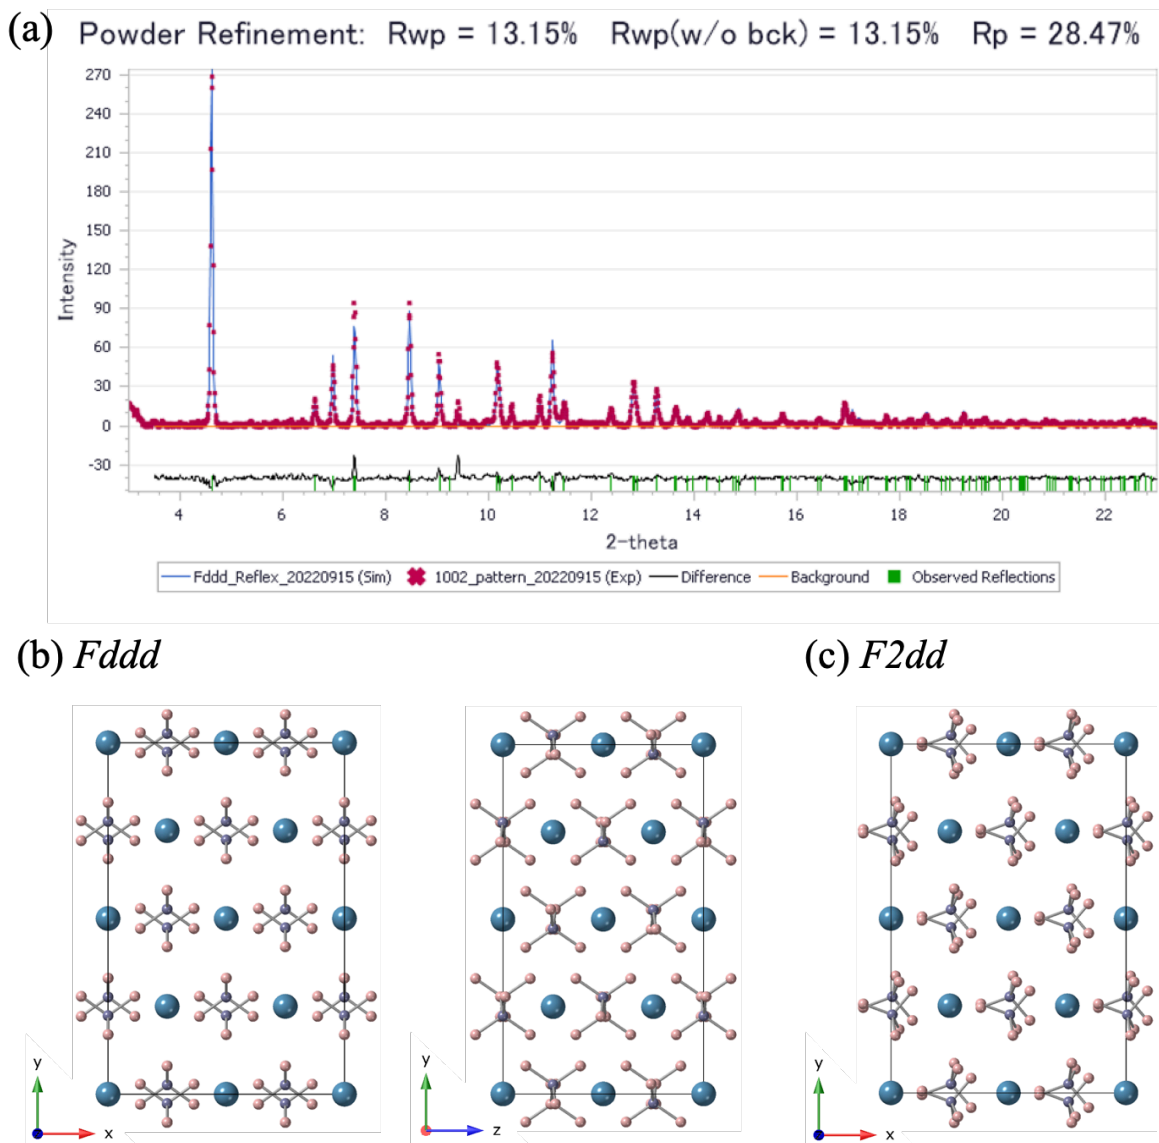 (a) Powder Refinement: Rwp = 13.15% Rwp(w/o bck) = 13.15% Rp = 28.47%
270
240
210
180
150
120
90
60
30
0
-30
Intensity
4 6 8 10 12 14 16 18 20 22
2-theta
Fddd_Reflex_20220915 (Sim) 1002_pattern_20220915 (Exp) Difference Background Observed Reflections
(b) Fddd (c) F2dd
y y y
x z x